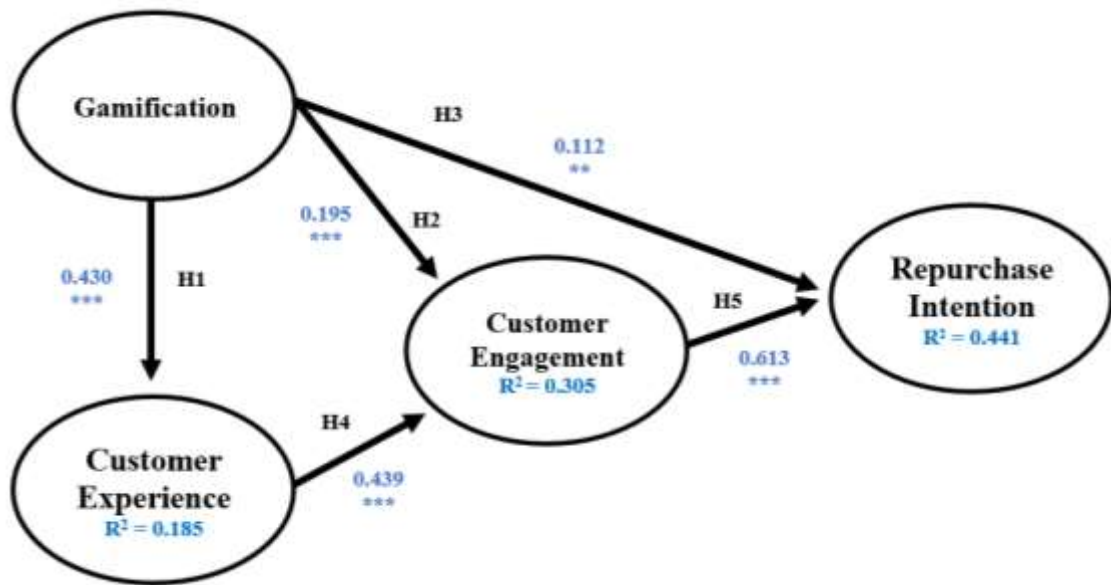 Gamification
H3
0.112
**
0.195
***
H2
0.430
***
H1
Customer
Engagement
R² = 0.305
H5
0.613
***
Repurchase
Intention
R² = 0.441
H4
0.439
***
Customer
Experience
R² = 0.185